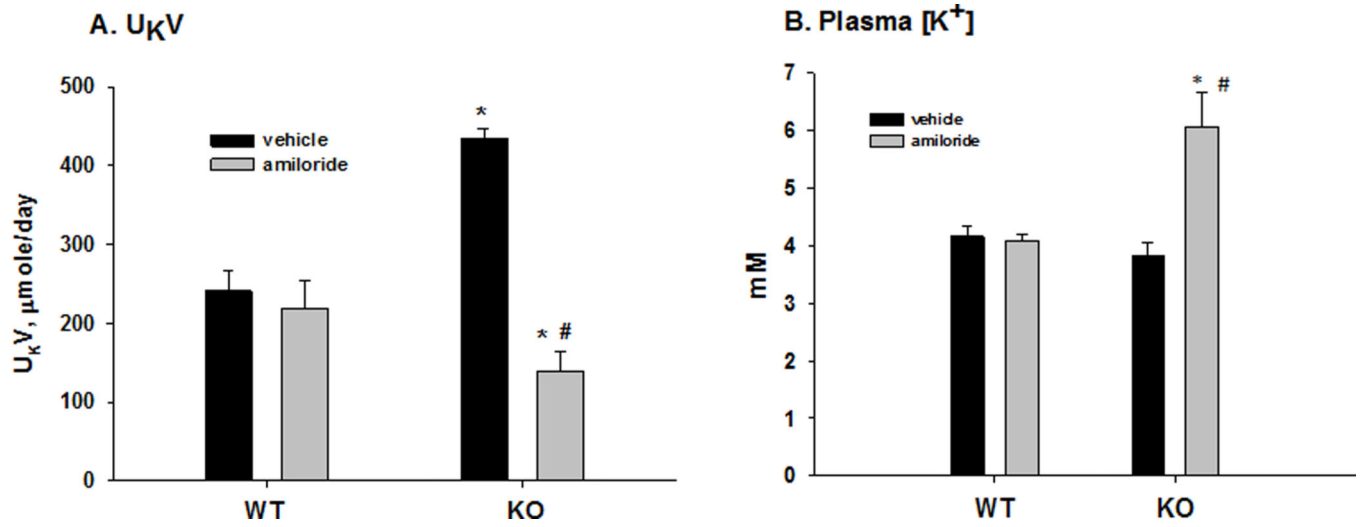 A. UKV
500
400
300
200
100
0
UKV, μmole/day
vehicle
amiloride
*
* #
WT KO
B. Plasma [K+]
7
6
5
4
3
2
1
0
mM
vehicle
amiloride
* #
WT KO